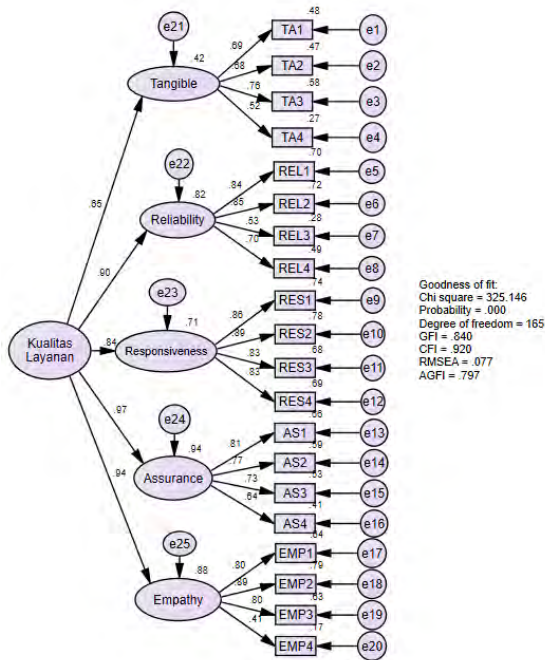 e21
.42
Tangible
.69
.68
.76
.52
.48
TA1
e1
.47
TA2
e2
.58
TA3
e3
.27
TA4
e4
e22
.82
Reliability
.84
.85
.53
.70
.70
REL1
e5
.72
REL2
e6
.28
REL3
e7
.49
REL4
e8
e23
.71
Responsiveness
.86
.89
.83
.83
.74
RES1
e9
.78
RES2
e10
.68
RES3
e11
.69
RES4
e12
e24
.94
Assurance
.81
.77
.73
.64
.66
AS1
e13
.59
AS2
e14
.53
AS3
e15
.41
AS4
e16
e25
.88
Empathy
.80
.89
.80
.41
.64
EMP1
e17
.79
EMP2
e18
.63
EMP3
e19
.17
EMP4
e20
Kualitas
Layanan
.65
.90
.84
.97
.94
Goodness of fit:
Chi square = 325.146
Probability = .000
Degree of freedom = 165
GFI = .840
CFI = .920
RMSEA = .077
AGFI = .797